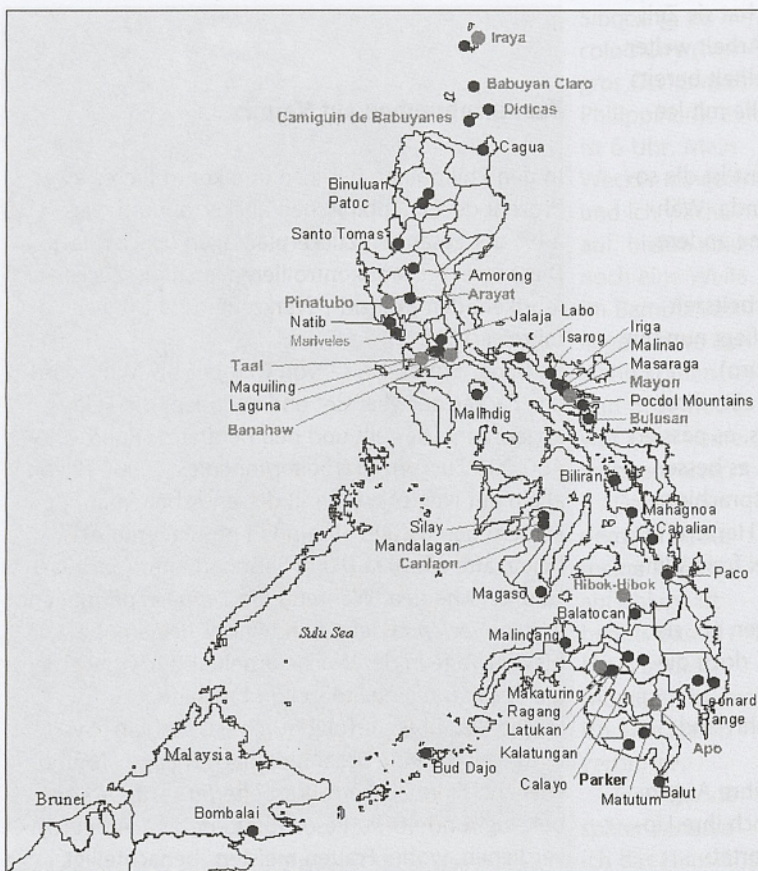 Iraya
Babuyan Claro
Didicas
Camiguin de Babuyanes
Cagua
Binuluan
Patoc
Santo Tomas
Amorong
Pinatubo
Arayat
Natib
Mariveles
Jalaja
Labo
Isarog
Iriga
Malinao
Masaraga
Mayon
Pocdol Mountains
Bulusan
Taal
Maquiling
Laguna
Banahaw
Malindig
Biliran
Mahagnoa
Cabalian
Silay
Mandalagan
Canlaon
Paco
Magaso
Hibok-Hibok
Balatocan
Malindang
Sulu Sea
Makaturing
Ragang
Latukan
Kalatungan
Calayo
Parker
Matutum
Balut
Leonard
Range
Apo
Malaysia
Bud Dajo
Brunei
Bombalai